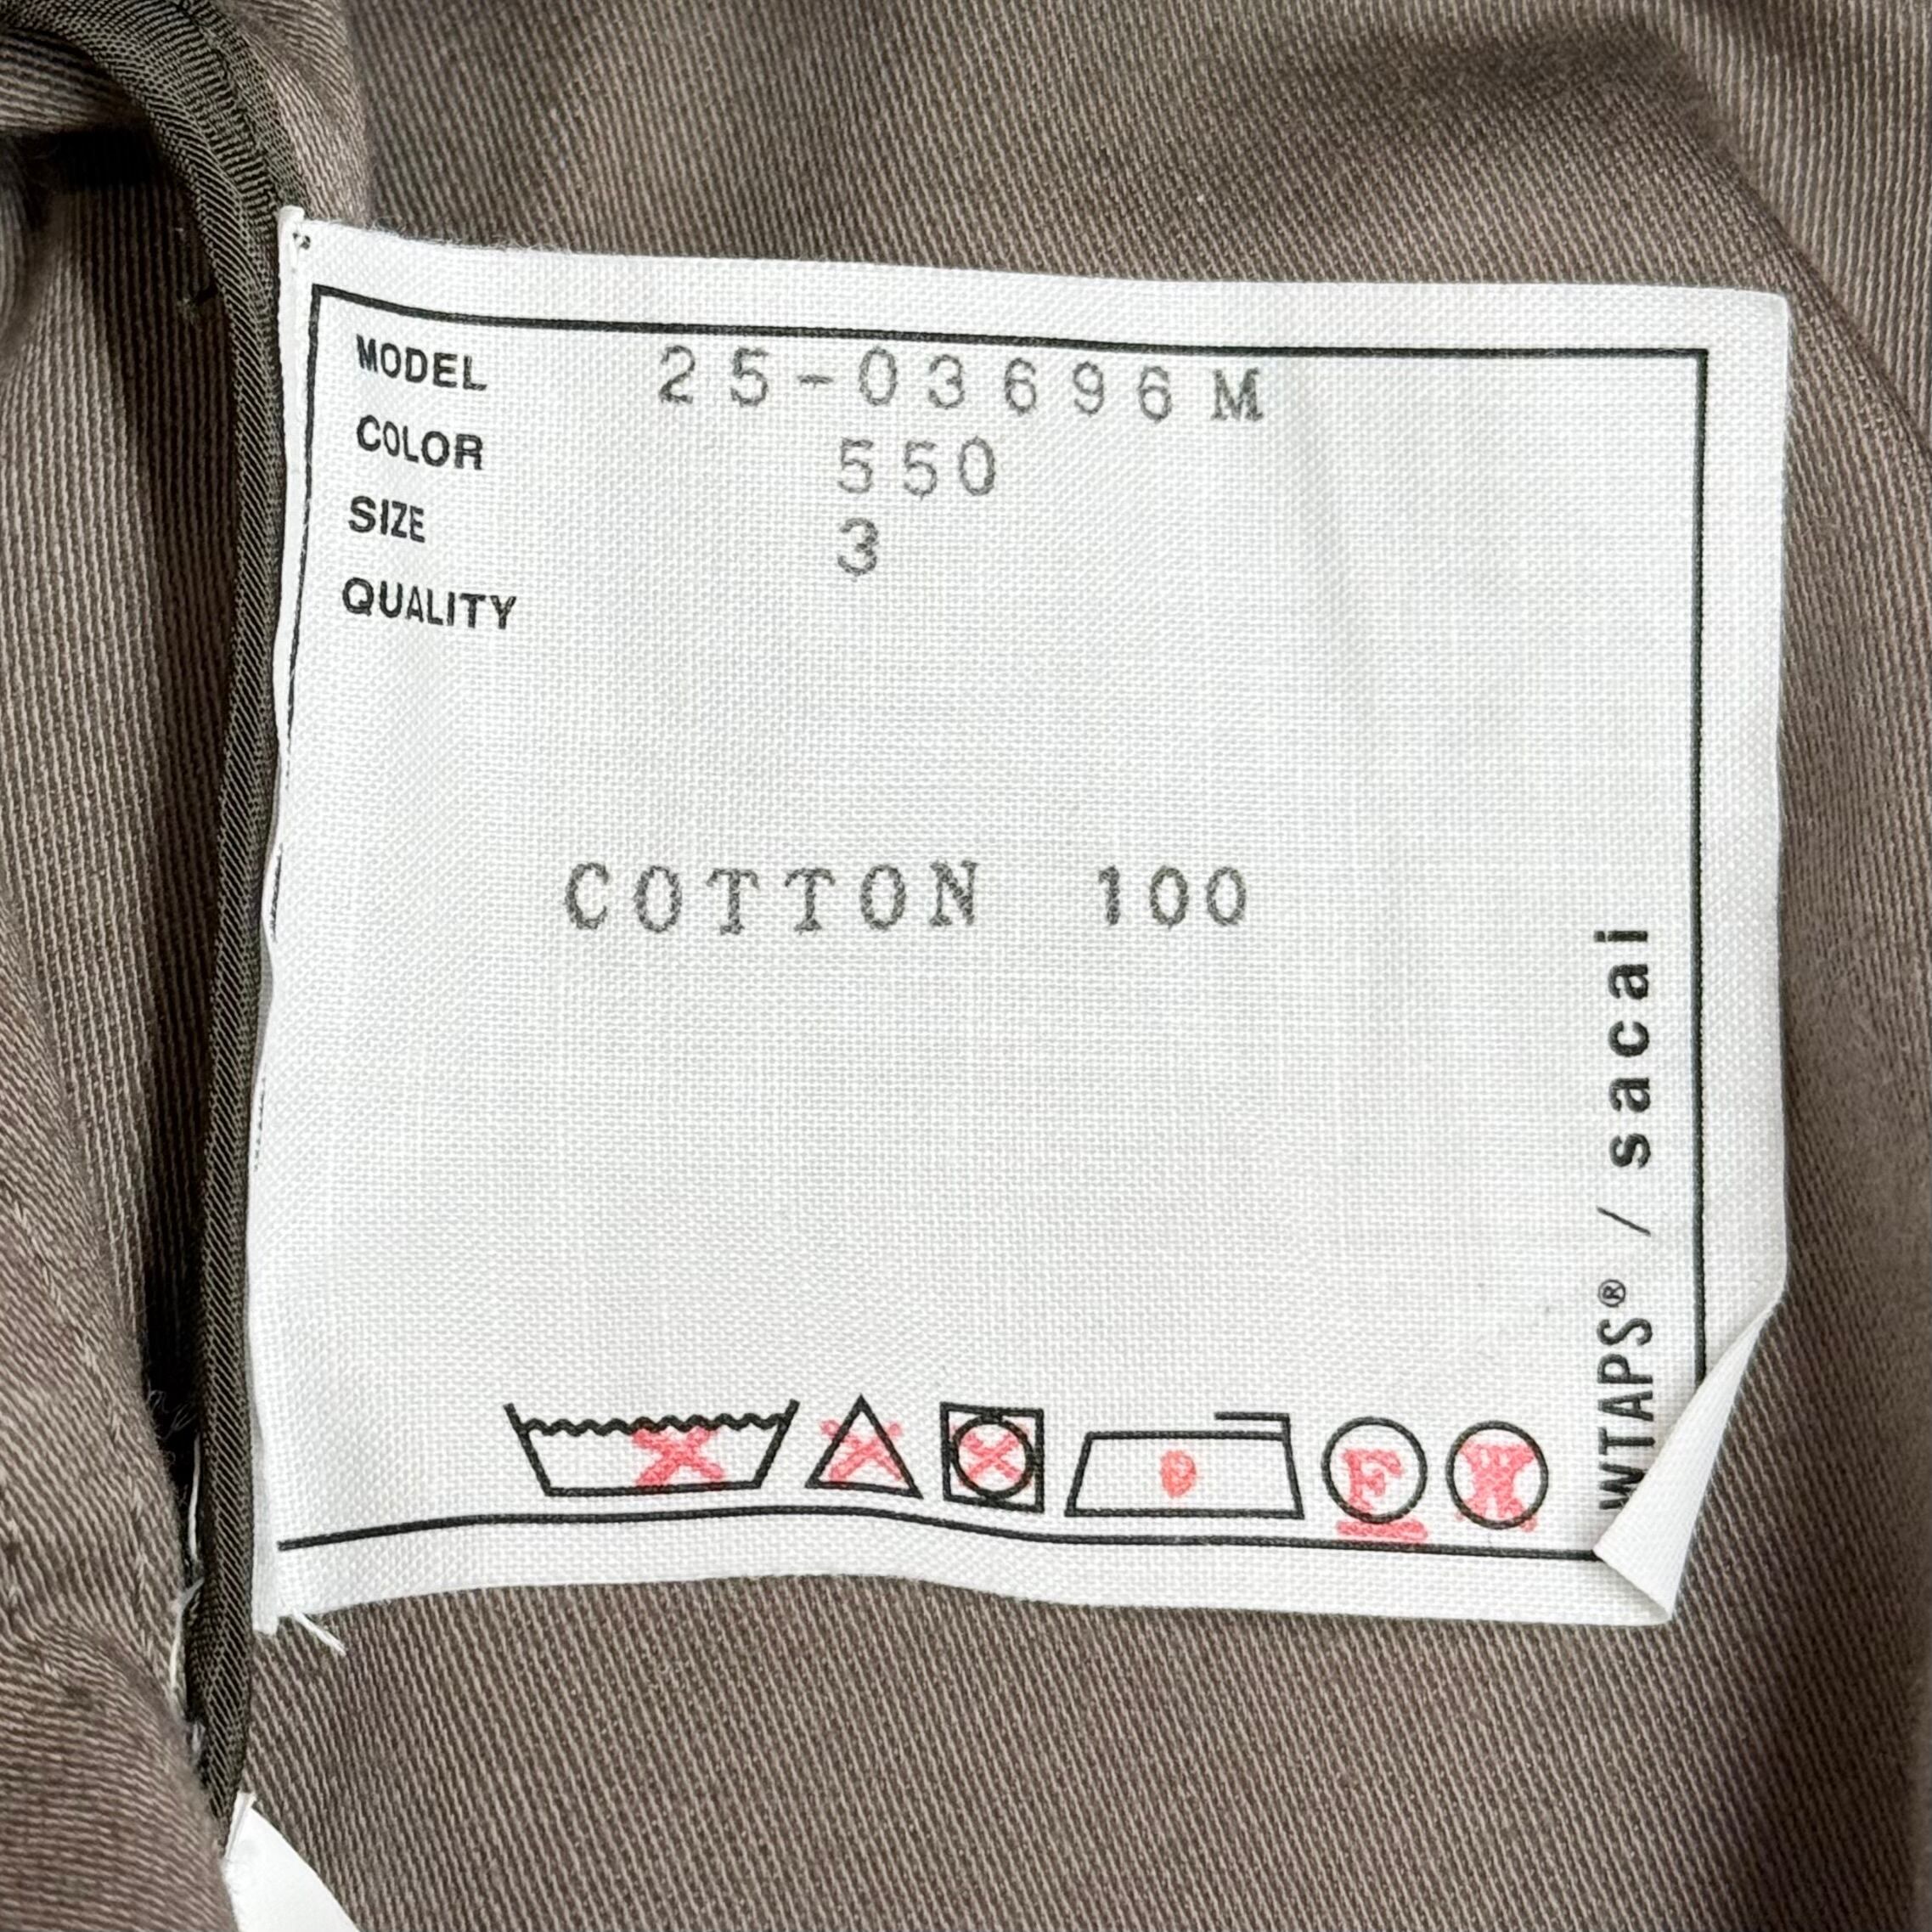 MODEL 25-03696M
COLOR 550
SIZE 3
QUALITY
COTTON 100
WTAPS® / sacai
F
W